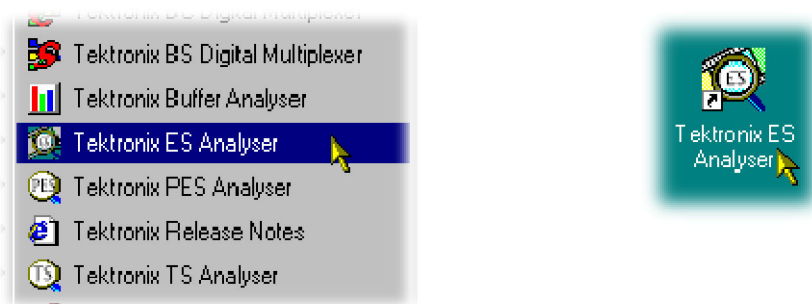 Tektronix BS Digital Multiplexer
Tektronix Buffer Analyser
Tektronix ES Analyser
Tektronix PES Analyser
Tektronix Release Notes
Tektronix TS Analyser
ES
Tektronix ES
Analyser